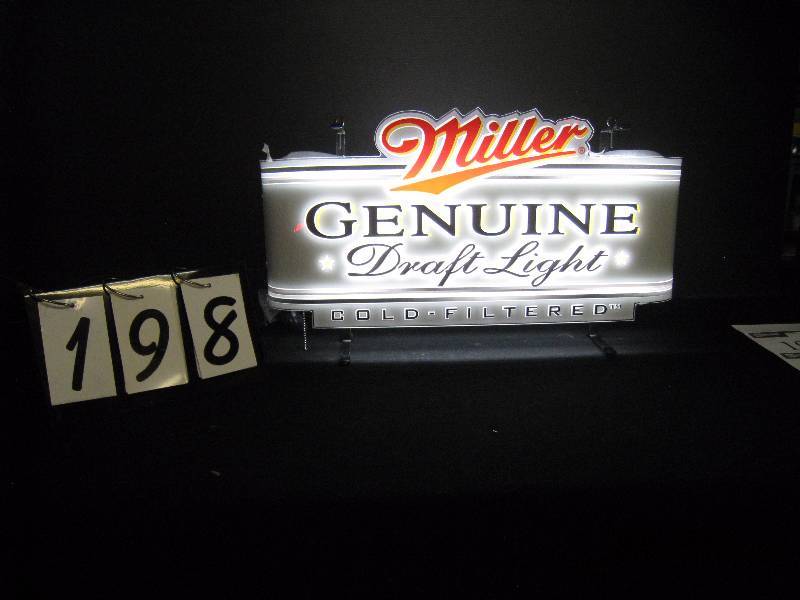 Miller®
GENUINE
Draft Light
COLD-FILTERED™
198